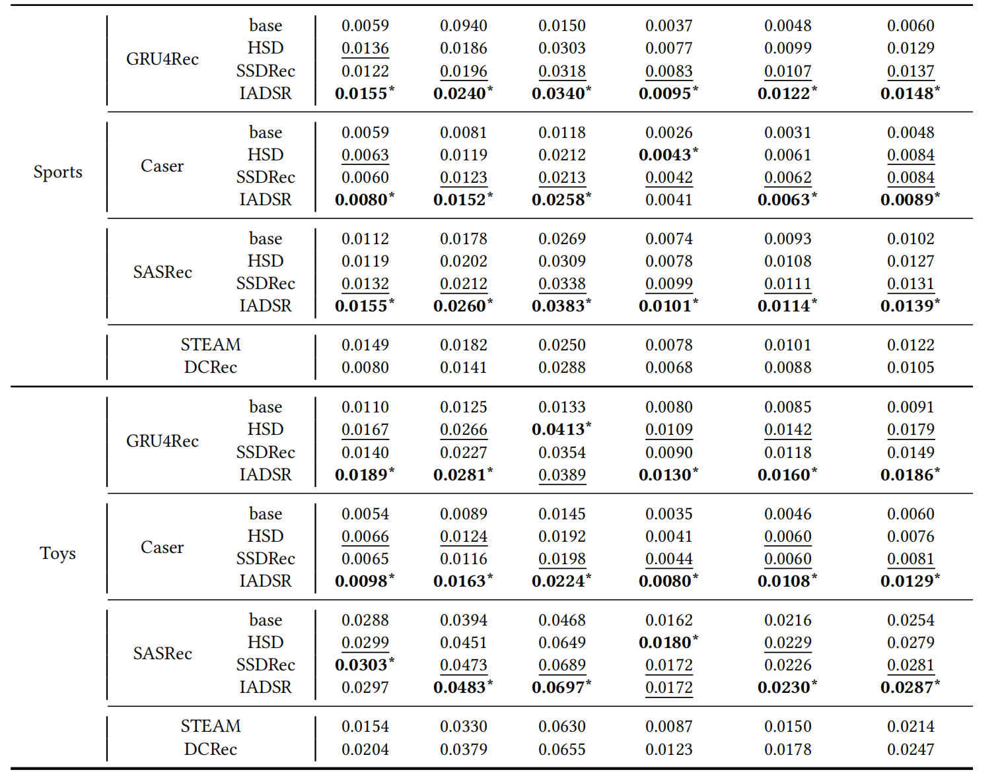 base 0.0059 0.0940 0.0150 0.0037 0.0048 0.0060
HSD 0.0136 0.0186 0.0303 0.0077 0.0099 0.0129
GRU4Rec
SSDRec 0.0122 0.0196 0.0318 0.0083 0.0107 0.0137
IADSR 0.0155* 0.0240* 0.0340* 0.0095* 0.0122* 0.0148*
base 0.0059 0.0081 0.0118 0.0026 0.0031 0.0048
HSD 0.0063 0.0119 0.0212 0.0043* 0.0061 0.0084
Caser
Sports
SSDRec 0.0060 0.0123 0.0213 0.0042 0.0062 0.0084
IADSR 0.0080* 0.0152* 0.0258* 0.0041 0.0063* 0.0089*
base 0.0112 0.0178 0.0269 0.0074 0.0093 0.0102
HSD 0.0119 0.0202 0.0309 0.0078 0.0108 0.0127
SASRec
SSDRec 0.0132 0.0212 0.0338 0.0099 0.0111 0.0131
IADSR 0.0155* 0.0260* 0.0383* 0.0101* 0.0114* 0.0139*
STEAM 0.0149 0.0182 0.0250 0.0078 0.0101 0.0122
DCRec 0.0080 0.0141 0.0288 0.0068 0.0088 0.0105
base 0.0110 0.0125 0.0133 0.0080 0.0085 0.0091
HSD 0.0167 0.0266 0.0413* 0.0109 0.0142 0.0179
GRU4Rec
SSDRec 0.0140 0.0227 0.0354 0.0090 0.0118 0.0149
IADSR 0.0189* 0.0281* 0.0389 0.0130* 0.0160* 0.0186*
base 0.0054 0.0089 0.0145 0.0035 0.0046 0.0060
HSD 0.0066 0.0124 0.0192 0.0041 0.0060 0.0076
Caser
Toys
SSDRec 0.0065 0.0116 0.0198 0.0044 0.0060 0.0081
IADSR 0.0098* 0.0163* 0.0224* 0.0080* 0.0108* 0.0129*
base 0.0288 0.0394 0.0468 0.0162 0.0216 0.0254
HSD 0.0299 0.0451 0.0649 0.0180* 0.0229 0.0279
SASRec
SSDRec 0.0303* 0.0473 0.0689 0.0172 0.0226 0.0281
IADSR 0.0297 0.0483* 0.0697* 0.0172 0.0230* 0.0287*
STEAM 0.0154 0.0330 0.0630 0.0087 0.0150 0.0214
DCRec 0.0204 0.0379 0.0655 0.0123 0.0178 0.0247